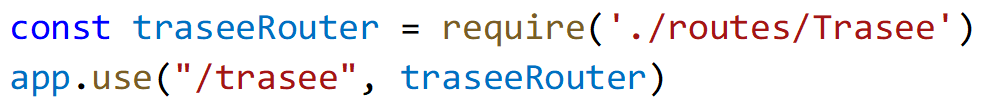 const traseeRouter = require('./routes/Trasee')
app.use("/trasee", traseeRouter)